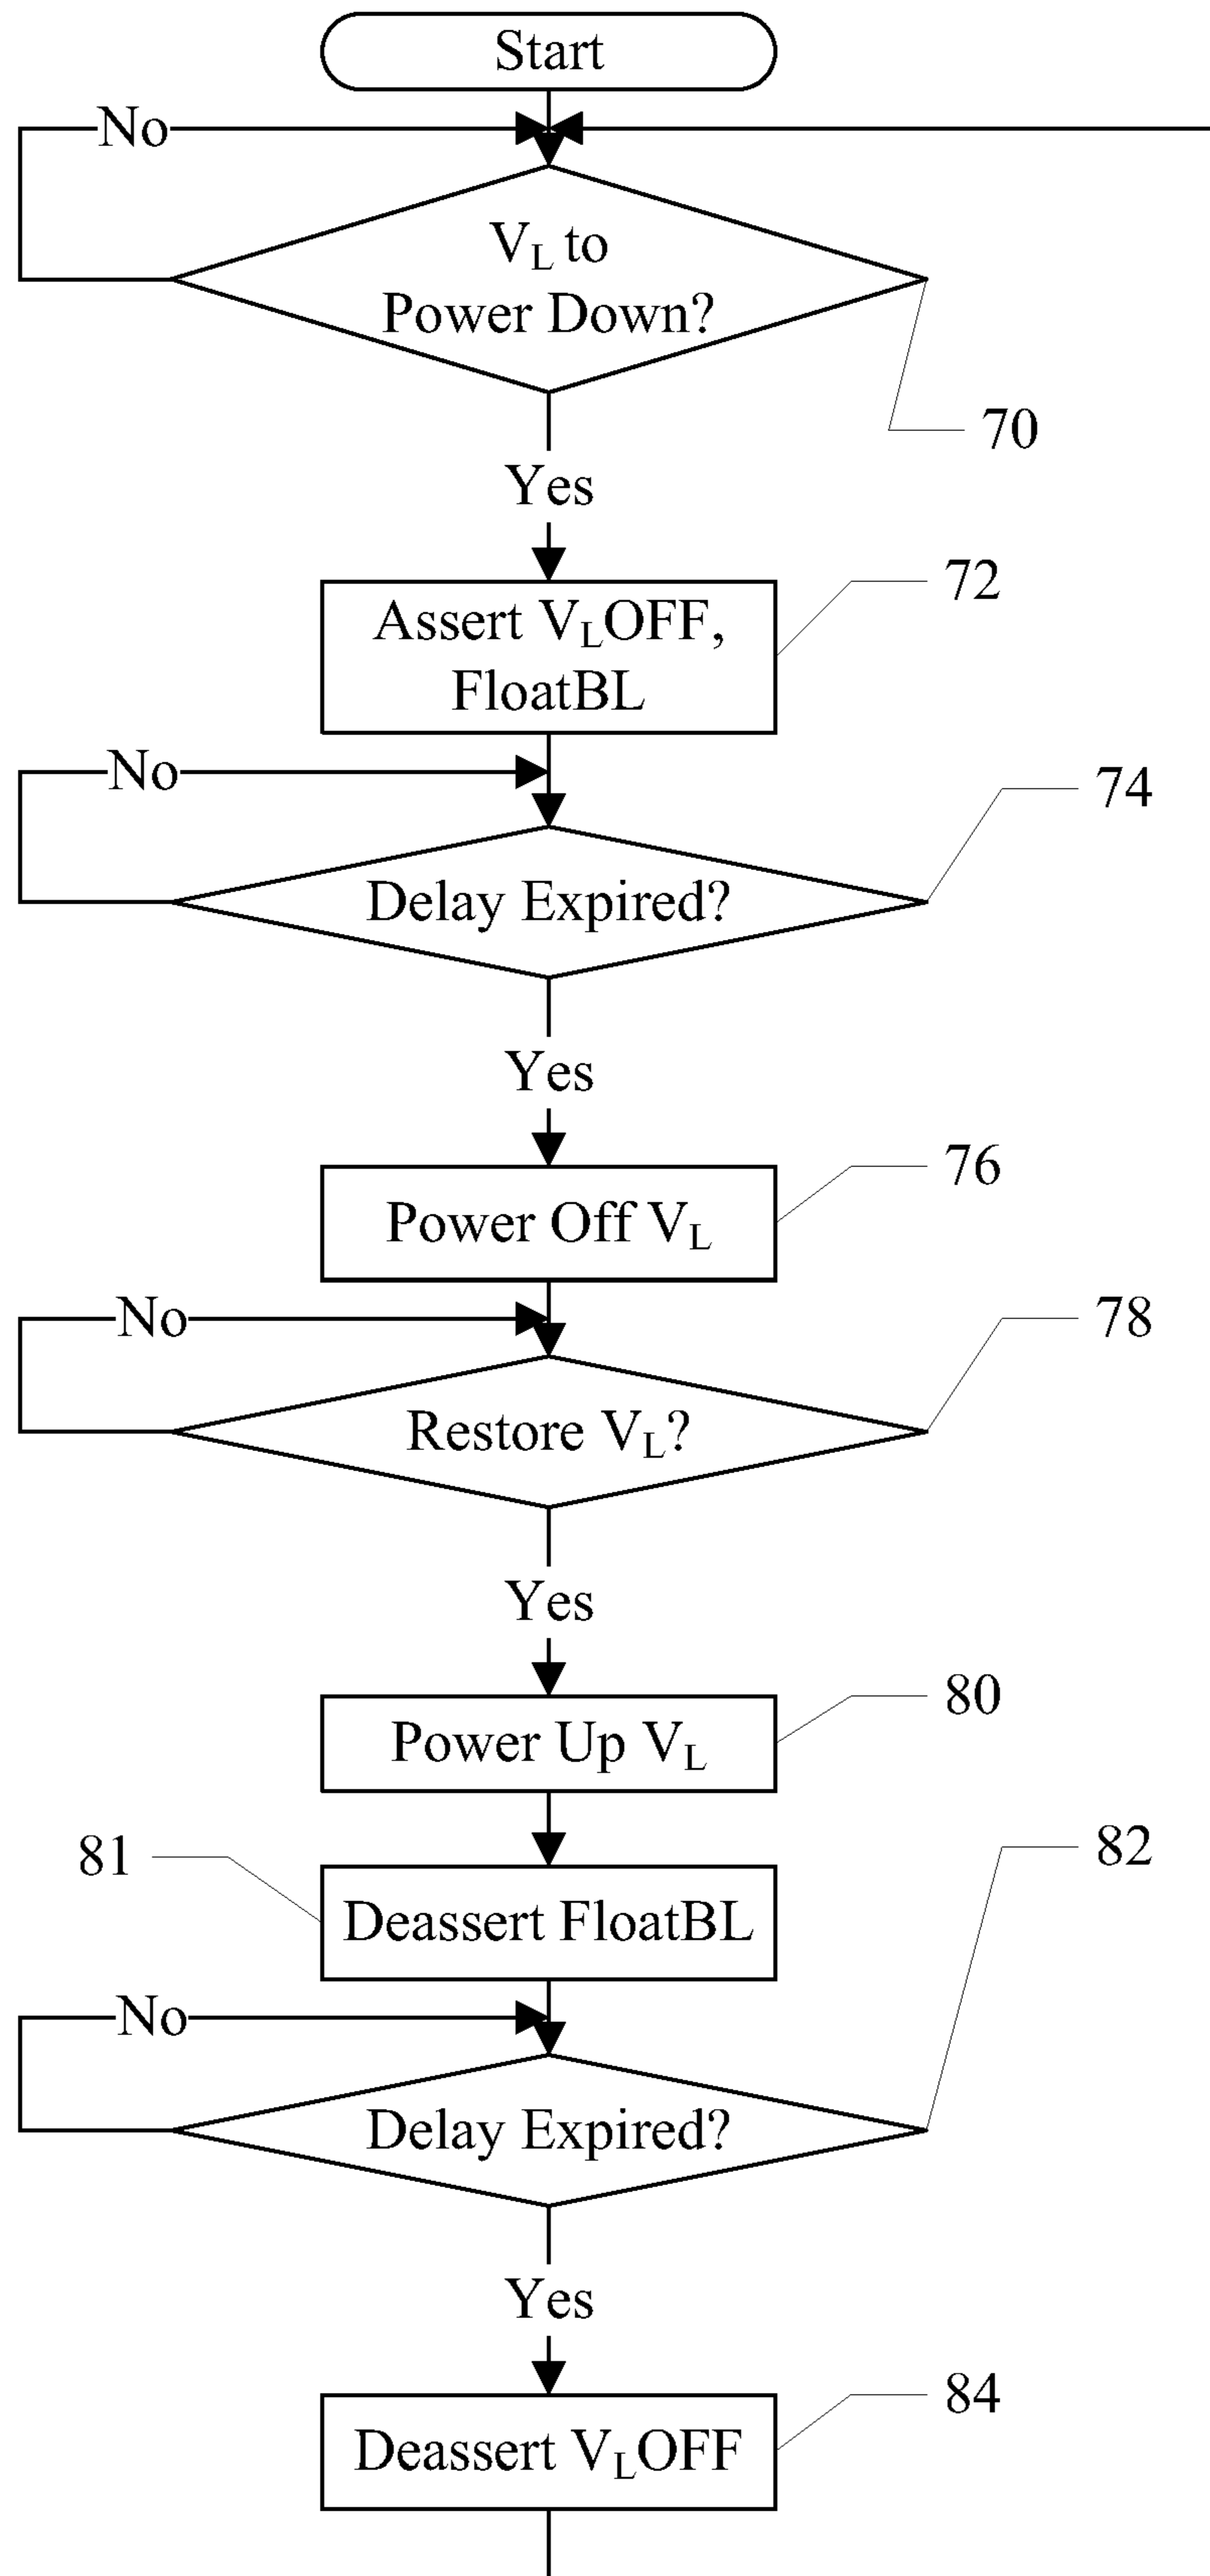 Start
No
V_L to
Power Down?
70
Yes
72
Assert V_LOFF,
FloatBL
No
74
Delay Expired?
Yes
76
Power Off V_L
No
78
Restore V_L?
Yes
80
Power Up V_L
81
82
Deassert FloatBL
No
Delay Expired?
Yes
84
Deassert V_LOFF